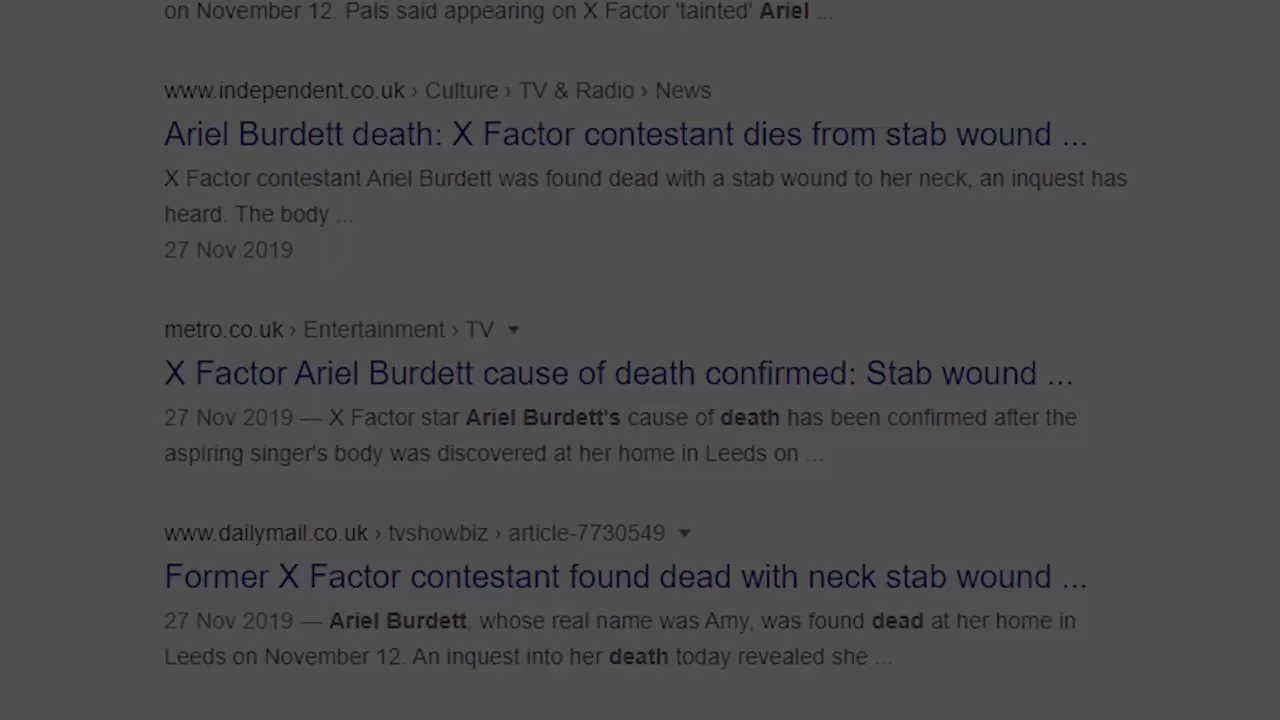 on November 12. Pals said appearing on X Factor 'tainted' Ariel ...
www.independent.co.uk › Culture › TV & Radio › News
Ariel Burdett death: X Factor contestant dies from stab wound ...
X Factor contestant Ariel Burdett was found dead with a stab wound to her neck, an inquest has
heard. The body ...
27 Nov 2019
metro.co.uk › Entertainment › TV
X Factor Ariel Burdett cause of death confirmed: Stab wound ...
27 Nov 2019 — X Factor star Ariel Burdett's cause of death has been confirmed after the
aspiring singer's body was discovered at her home in Leeds on ...
www.dailymail.co.uk › tvshowbiz › article-7730549
Former X Factor contestant found dead with neck stab wound ...
27 Nov 2019 — Ariel Burdett, whose real name was Amy, was found dead at her home in
Leeds on November 12. An inquest into her death today revealed she ...